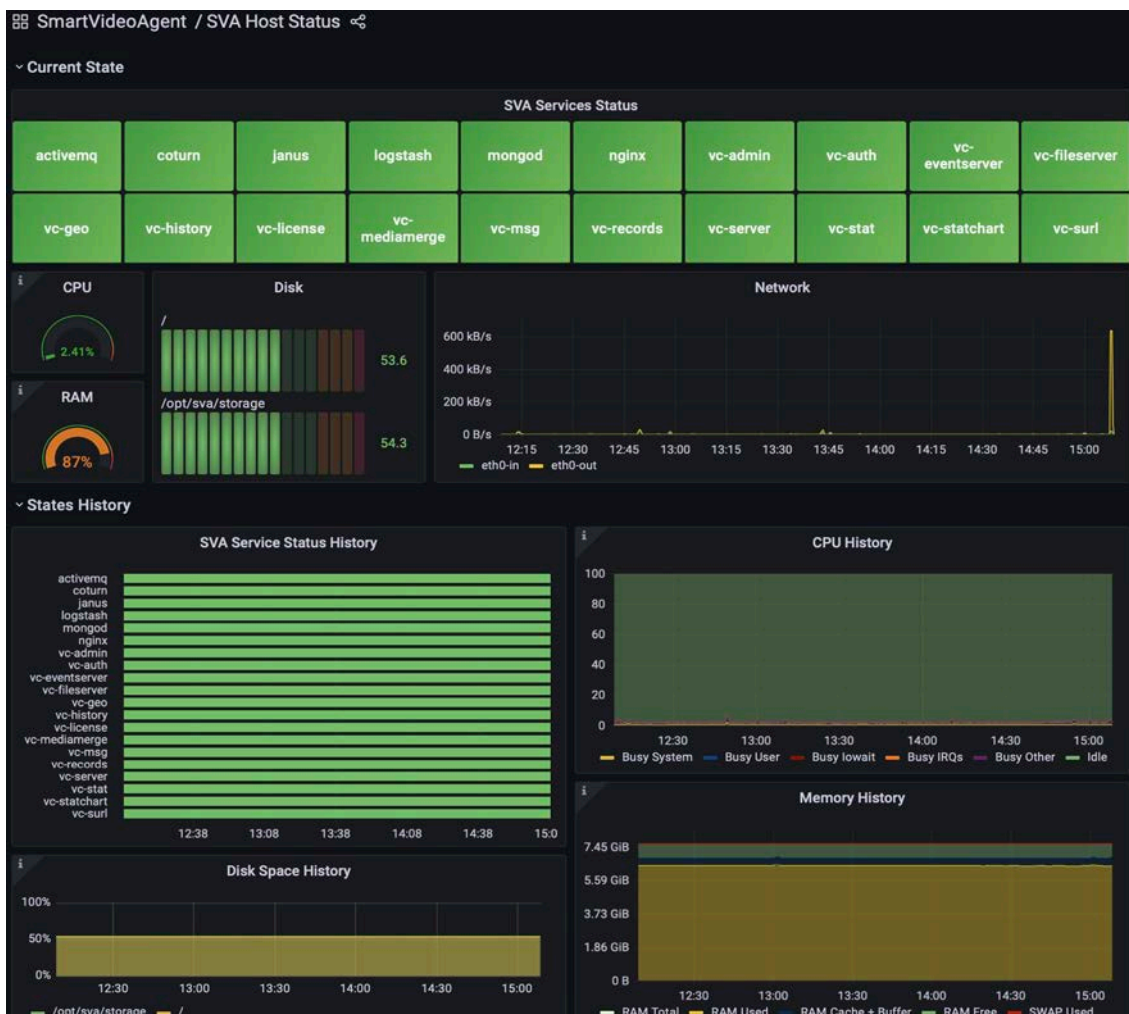 SmartVideoAgent / SVA Host Status
Current State
SVA Services Status
activemq coturn janus logstash mongod nginx vc-admin vc-auth vc-eventserver vc-fileserver
vc-geo vc-history vc-license vc-mediamerge vc-msg vc-records vc-server vc-stat vc-statchart vc-surl
CPU
2.41%
RAM
87%
Disk
/
53.6
/opt/sva/storage
54.3
Network
600 kB/s
400 kB/s
200 kB/s
0 B/s
12:15 12:30 12:45 13:00 13:15 13:30 13:45 14:00 14:15 14:30 14:45 15:00
eth0-in eth0-out
States History
SVA Service Status History
activemq
coturn
janus
logstash
mongod
nginx
vc-admin
vc-auth
vc-eventserver
vc-fileserver
vc-geo
vc-history
vc-license
vc-mediamerge
vc-msg
vc-records
vc-server
vc-stat
vc-statchart
vc-surl
12:38 13:08 13:38 14:08 14:38 15:0
CPU History
100
80
60
40
20
0
12:30 13:00 13:30 14:00 14:30 15:00
Busy System Busy User Busy Iowait Busy IRQs Busy Other Idle
Disk Space History
100%
50%
0%
12:30 13:00 13:30 14:00 14:30 15:00
/opt/sva/storage /
Memory History
7.45 GiB
5.59 GiB
3.73 GiB
1.86 GiB
0 B
12:30 13:00 13:30 14:00 14:30 15:00
RAM Total RAM Used RAM Cache + Buffer RAM Free SWAP Used